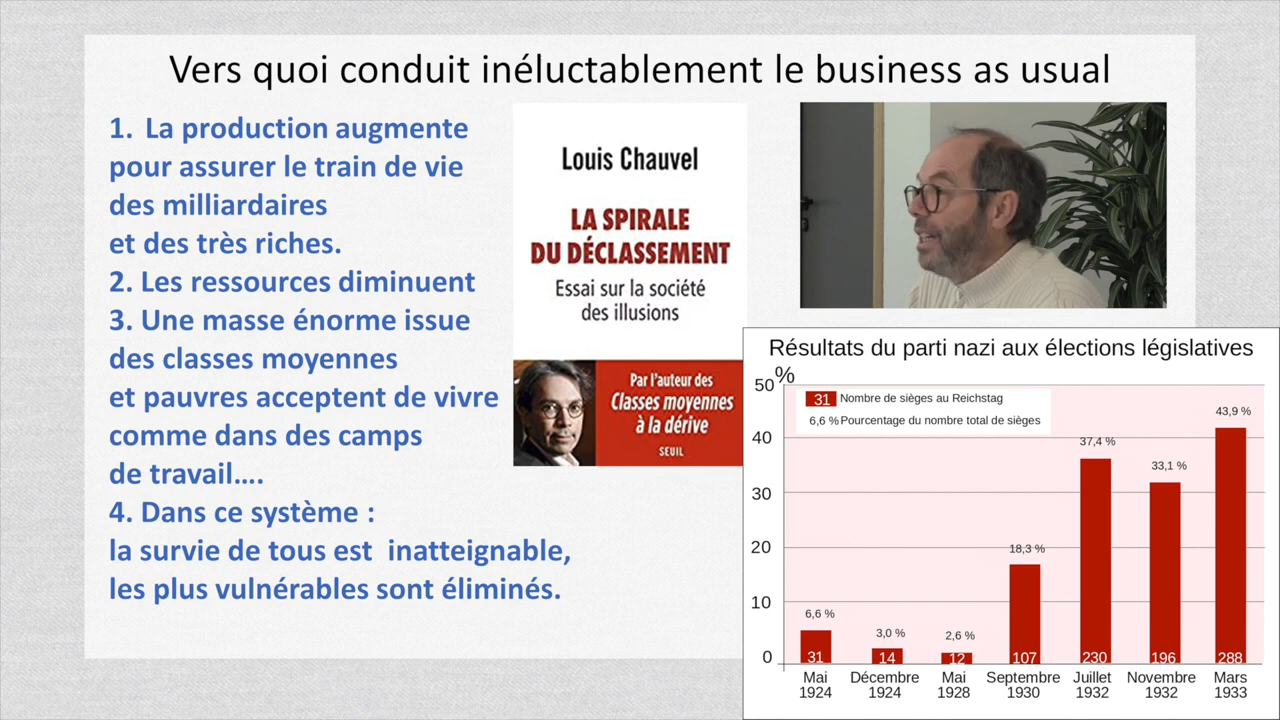 Vers quoi conduit inéluctablement le business as usual
1. La production augmente
pour assurer le train de vie
des milliardaires
et des très riches.
2. Les ressources diminuent
3. Une masse énorme issue
des classes moyennes
et pauvres acceptent de vivre
comme dans des camps
de travail....
4. Dans ce système :
la survie de tous est inatteignable,
les plus vulnérables sont éliminés.
Louis Chauvel
LA SPIRALE
DU DÉCLASSEMENT
Essai sur la société
des illusions
Par l'auteur des
Classes moyennes
à la dérive
SEUIL
Résultats du parti nazi aux élections législatives
%
50
40
30
20
10
0
31 Nombre de sièges au Reichstag
6,6 % Pourcentage du nombre total de sièges
6,6 %
3,0 %
2,6 %
18,3 %
37,4 %
33,1 %
43,9 %
31
14
12
107
230
196
288
Mai
1924
Décembre
1924
Mai
1928
Septembre
1930
Juillet
1932
Novembre
1932
Mars
1933